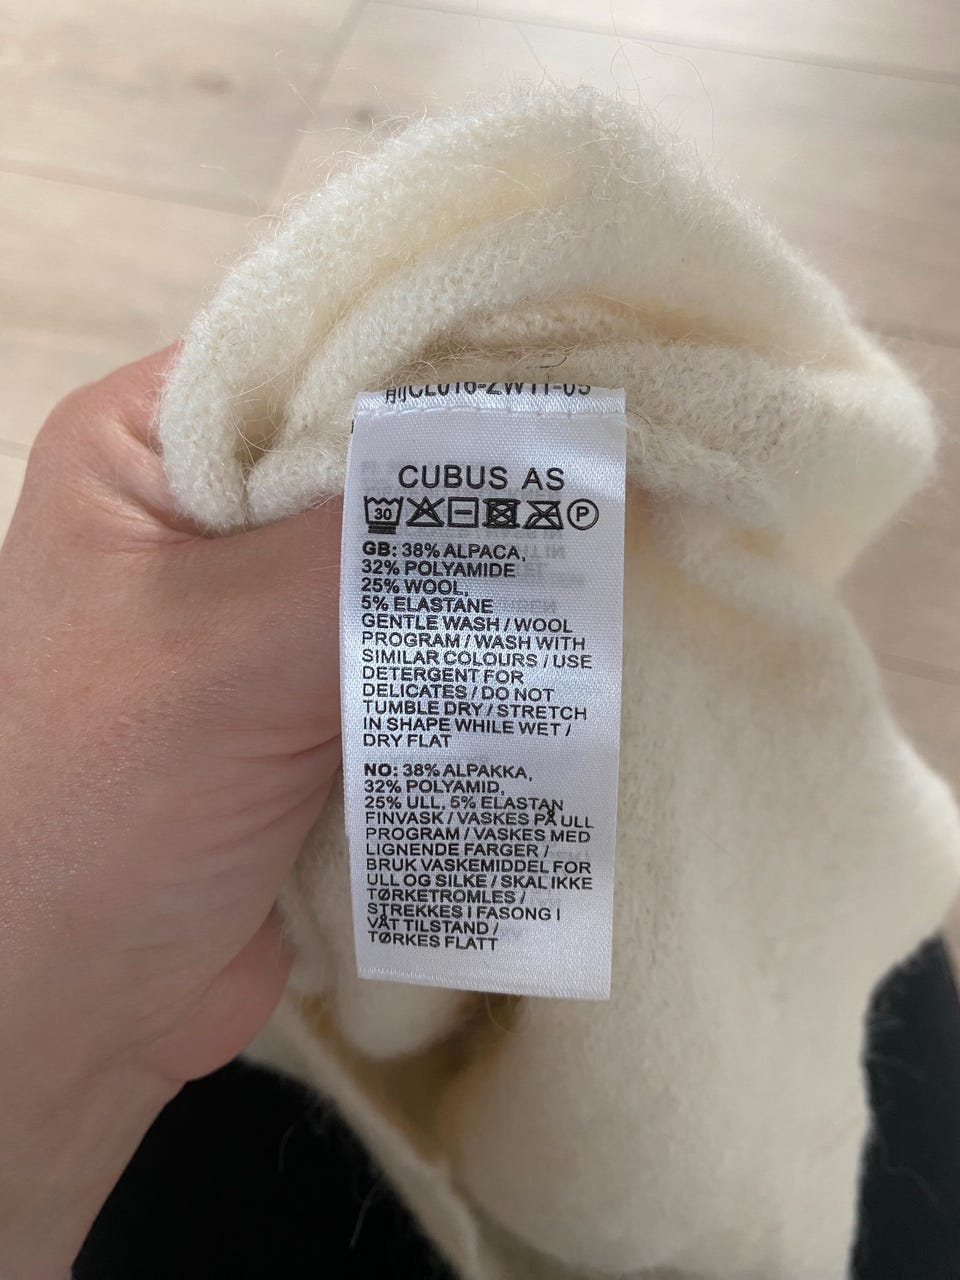 CUBUS AS
30 P
GB: 38% ALPACA,
32% POLYAMIDE
25% WOOL,
5% ELASTANE
GENTLE WASH / WOOL
PROGRAM / WASH WITH
SIMILAR COLOURS / USE
DETERGENT FOR
DELICATES / DO NOT
TUMBLE DRY / STRETCH
IN SHAPE WHILE WET /
DRY FLAT
NO: 38% ALPAKKA,
32% POLYAMID,
25% ULL, 5% ELASTAN
FINVASK / VASKES PÅ ULL
PROGRAM / VASKES MED
LIGNENDE FARGER /
BRUK VASKEMIDDEL FOR
ULL OG SILKE / SKAL IKKE
TØRKETROMLES /
STREKKES I FASONG I
VÅT TILSTAND /
TØRKES FLATT